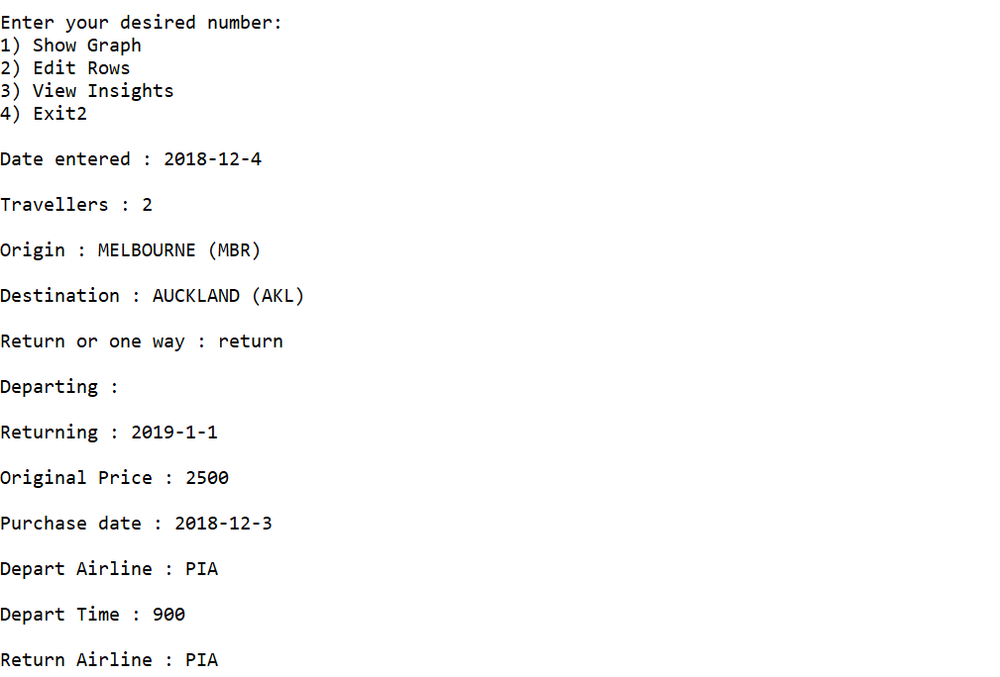 Enter your desired number:
1) Show Graph
2) Edit Rows
3) View Insights
4) Exit2
Date entered : 2018-12-4
Travellers : 2
Origin : MELBOURNE (MBR)
Destination : AUCKLAND (AKL)
Return or one way : return
Departing :
Returning : 2019-1-1
Original Price : 2500
Purchase date : 2018-12-3
Depart Airline : PIA
Depart Time : 900
Return Airline : PIA